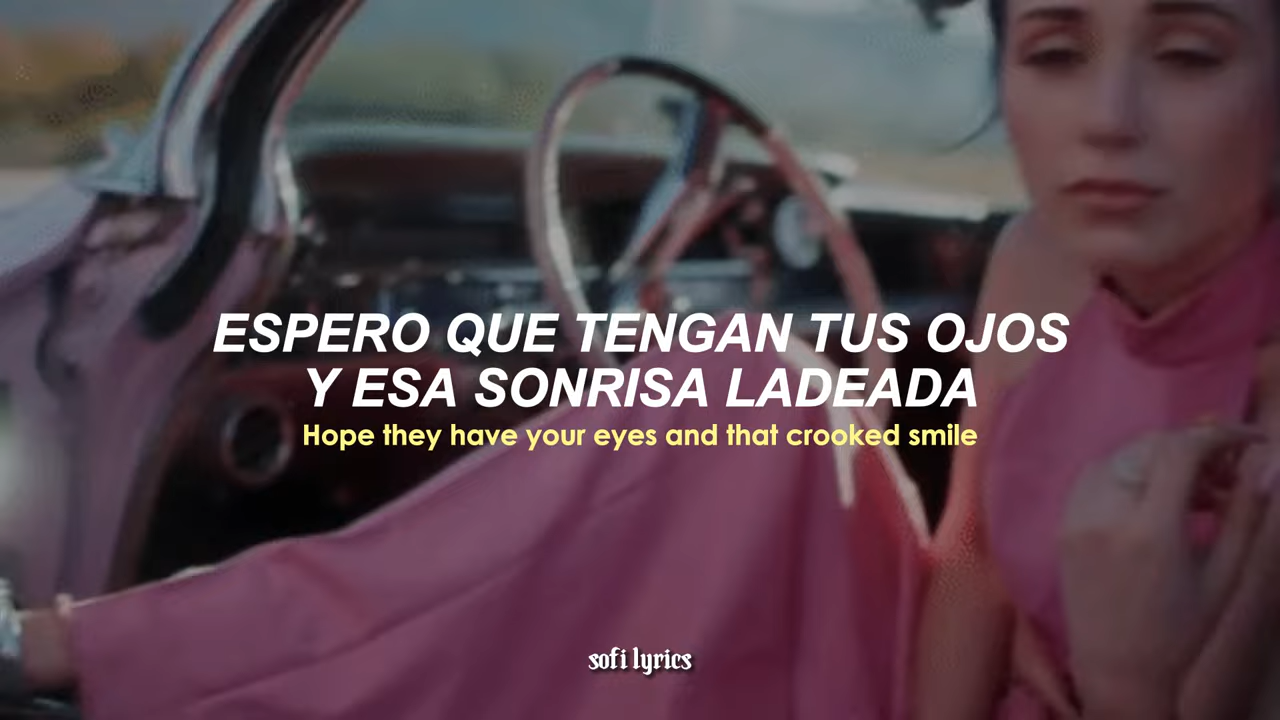 ESPERO QUE TENGAN TUS OJOS
Y ESA SONRISA LADEADA
Hope they have your eyes and that crooked smile
sofi lyrics